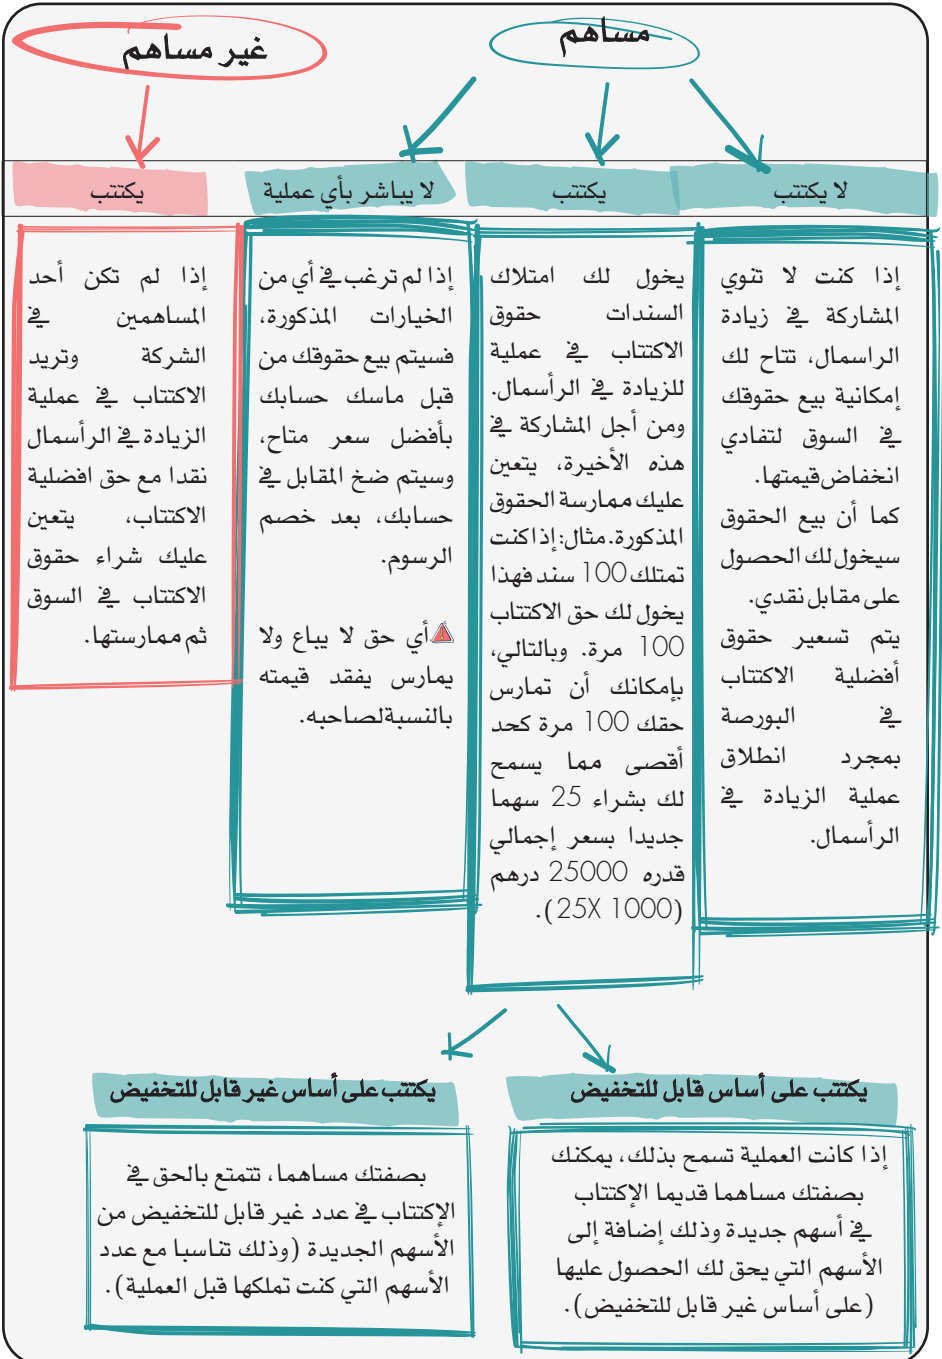 مساهم
غير مساهم
لا يكتتب
يكتتب
لا يباشر بأي عملية
يكتتب
إذا كنت لا تنوي
المشاركة في زيادة
الراسمال، تتاح لك
إمكانية بيع حقوقك
في السوق لتفادي
انخفاض قيمتها.
كما أن بيع الحقوق
سيخول لك الحصول
على مقابل نقدي.
يتم تسعير حقوق
أفضلية الاكتتاب
في البورصة
بمجرد انطلاق
عملية الزيادة في
الرأسمال.
يخول لك امتلاك
السندات حقوق
الاكتتاب في عملية
للزيادة في الرأسمال.
ومن أجل المشاركة في
هذه الأخيرة، يتعين
عليك ممارسة الحقوق
المذكورة. مثال: إذا كنت
تمتلك 100 سند فهذا
يخول لك حق الاكتتاب
100 مرة. وبالتالي،
بإمكانك أن تمارس
حقك 100 مرة كحد
أقصى مما يسمح
لك بشراء 25 سهما
جديدا بسعر إجمالي
قدره 25000 درهم
(25X 1000).
إذا لم ترغب في أي من
الخيارات المذكورة،
فسيتم بيع حقوقك من
قبل ماسك حسابك
بأفضل سعر متاح،
وسيتم ضخ المقابل في
حسابك، بعد خصم
الرسوم.
أي حق لا يباع ولا
يمارس يفقد قيمته
بالنسبة لصاحبه.
إذا لم تكن أحد
المساهمين في
الشركة وتريد
الاكتتاب في عملية
الزيادة في الرأسمال
نقدا مع حق افضلية
الاكتتاب، يتعين
عليك شراء حقوق
الاكتتاب في السوق
ثم ممارستها.
يكتتب على أساس قابل للتخفيض
إذا كانت العملية تسمح بذلك، يمكنك
بصفتك مساهما قديما الإكتتاب
في أسهم جديدة وذلك إضافة إلى
الأسهم التي يحق لك الحصول عليها
(على أساس غير قابل للتخفيض).
يكتتب على أساس غير قابل للتخفيض
بصفتك مساهما، تتمتع بالحق في
الإكتتاب في عدد غير قابل للتخفيض من
الأسهم الجديدة (وذلك تناسبا مع عدد
الأسهم التي كنت تملكها قبل العملية).